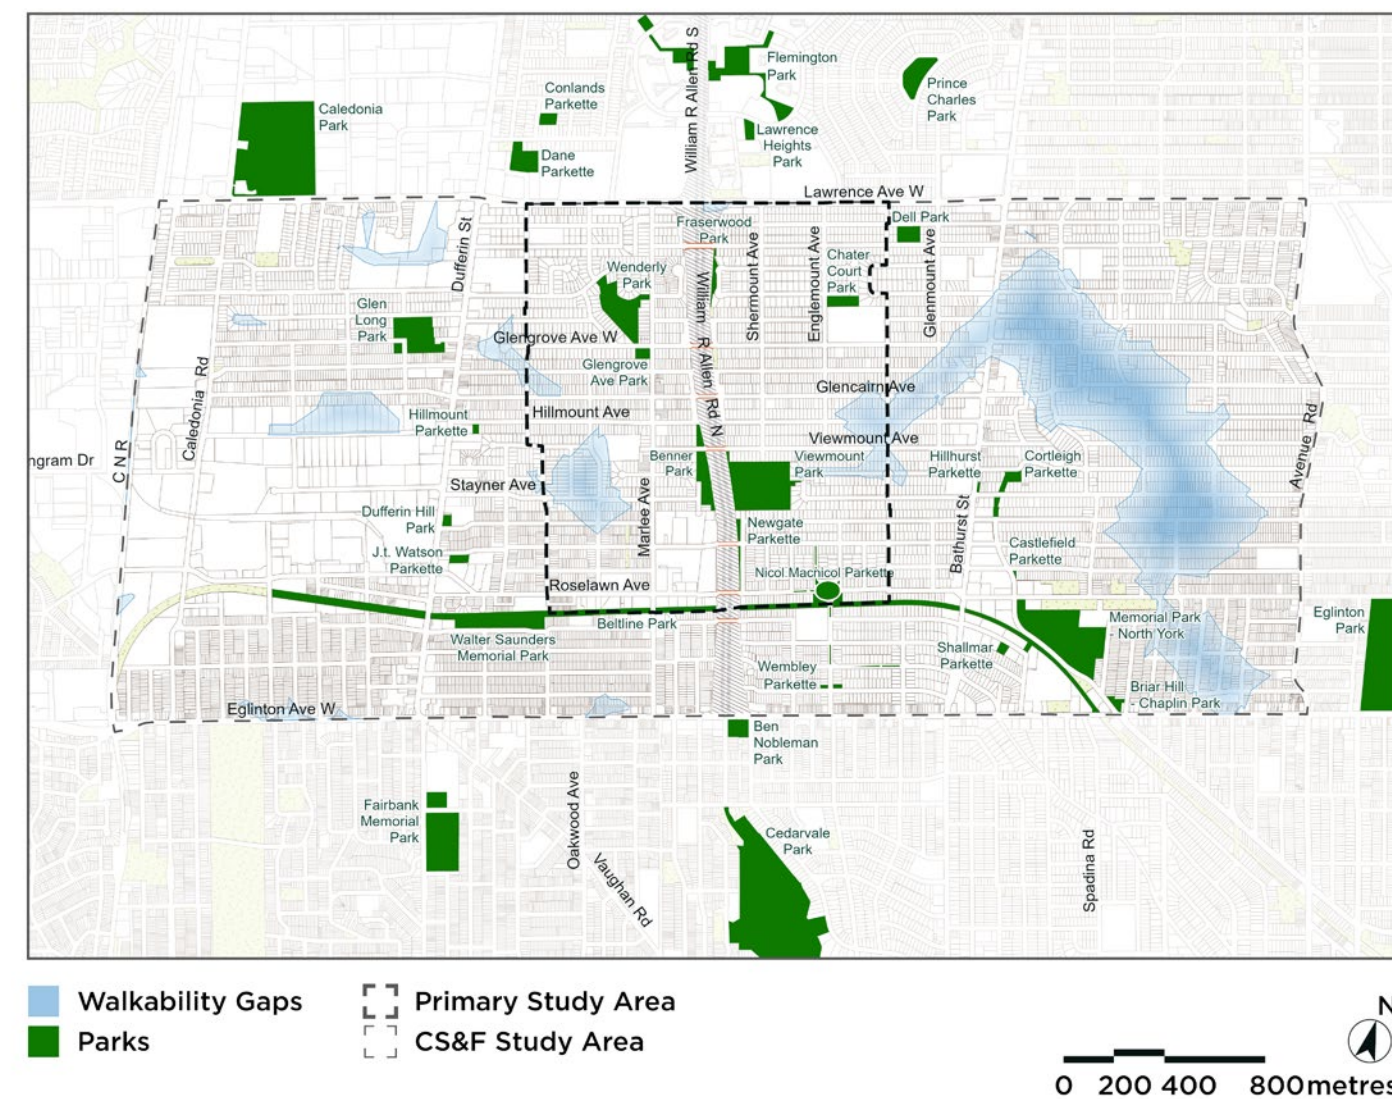 William R Allen Rd S
Flemington
Park
Prince
Charles
Park
Conlands
Parkette
Caledonia
Park
Lawrence
Heights
Park
Dane
Parkette
Lawrence Ave W
Dell Park
Fraserwood
Park
Dufferin St
Shermount Ave
Englemount Ave
Glenmount Ave
Chater
Court
Park
Wenderly
Park
Glen
Long
Park
William R Allen Rd N
Glengrove Ave W
Glengrove
Ave Park
Caledonia Rd
Glencairn Ave
Hillmount Ave
Hillmount
Parkette
Avenue Rd
Viewmount Ave
ngram Dr
C N R
Benner
Park
Viewmount
Park
Hillhurst
Parkette
Cortleigh
Parkette
Stayner Ave
Marlee Ave
Bathurst St
Dufferin Hill
Park
Newgate
Parkette
J.t. Watson
Parkette
Castlefield
Parkette
Nicol Macnicol Parkette
Roselawn Ave
Beltline Park
Memorial Park
- North York
Eglinton
Park
Walter Saunders
Memorial Park
Shallmar
Parkette
Wembley
Parkette
Briar Hill
- Chaplin Park
Eglinton Ave W
Ben
Nobleman
Park
Oakwood Ave
Fairbank
Memorial
Park
Vaughan Rd
Cedarvale
Park
Spadina Rd
Walkability Gaps
Parks
Primary Study Area
CS&F Study Area
N
0 200 400 800 metres